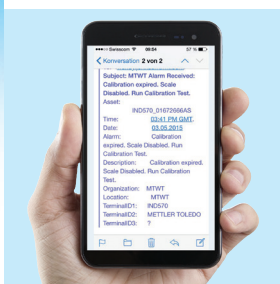 Swisscom 09:54 57 %
Konversation 2 von 2
Subject: MTWT Alarm Received:
Calibration expired. Scale
Disabled. Run Calibration Test.
Asset:
IND570_01672666AS
Time: 02:41 PM GMT.
Date: 03.05.2015
Alarm: Calibration
expired. Scale Disabled. Run
Calibration Test.
Description: Calibration expired.
Scale Disabled. Run Calibration
Test.
Organization: MTWT
Location: MTWT
TerminalID1: IND570
TerminalID2: METTLER TOLEDO
TerminalID3: ?